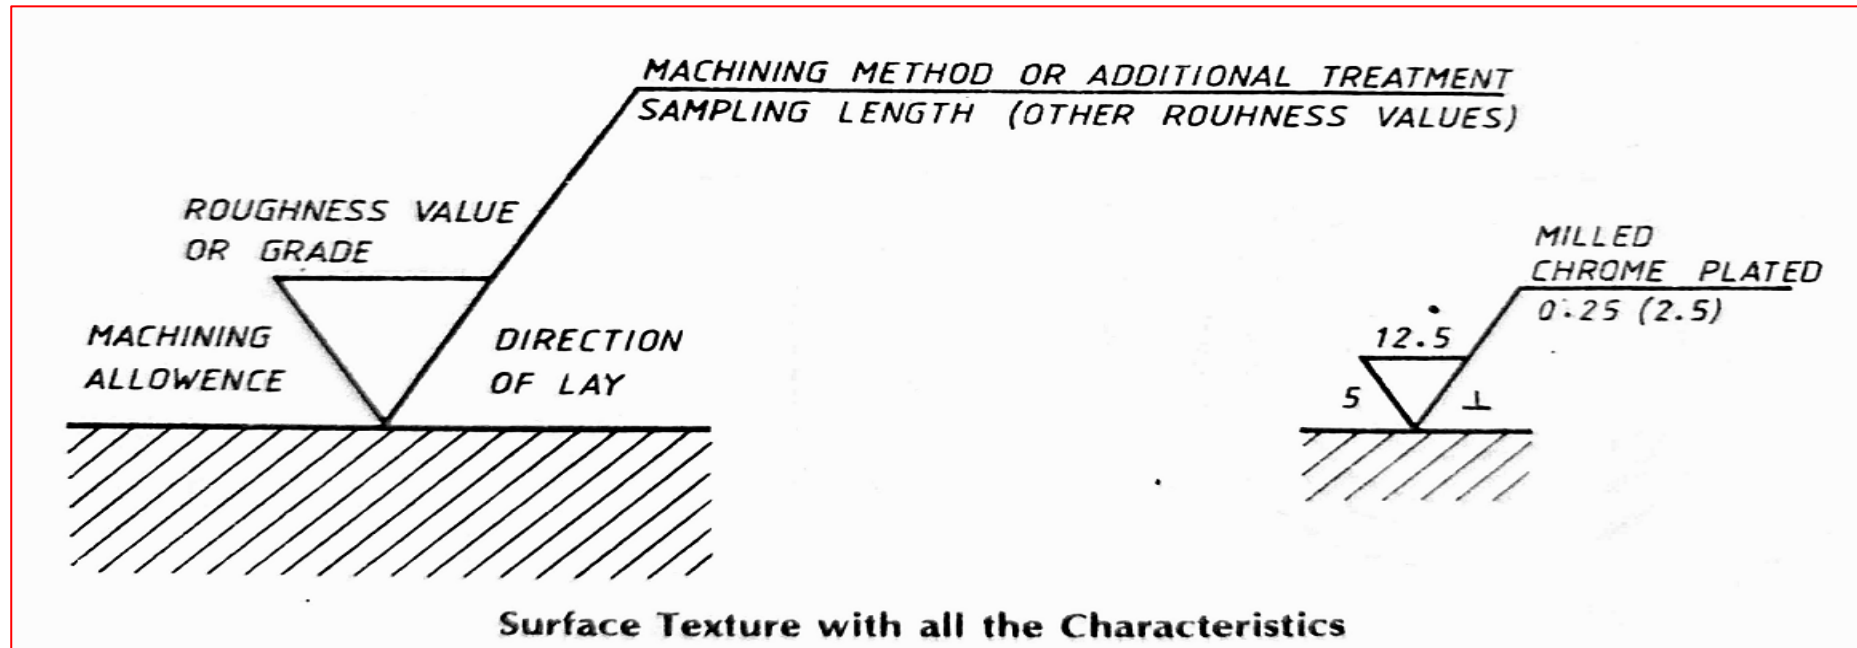 MACHINING METHOD OR ADDITIONAL TREATMENT
SAMPLING LENGTH (OTHER ROUHNESS VALUES)
ROUGHNESS VALUE
OR GRADE
MACHINING
ALLOWENCE
DIRECTION
OF LAY
MILLED
CHROME PLATED
0.25 (2.5)
12.5
5
⊥
Surface Texture with all the Characteristics